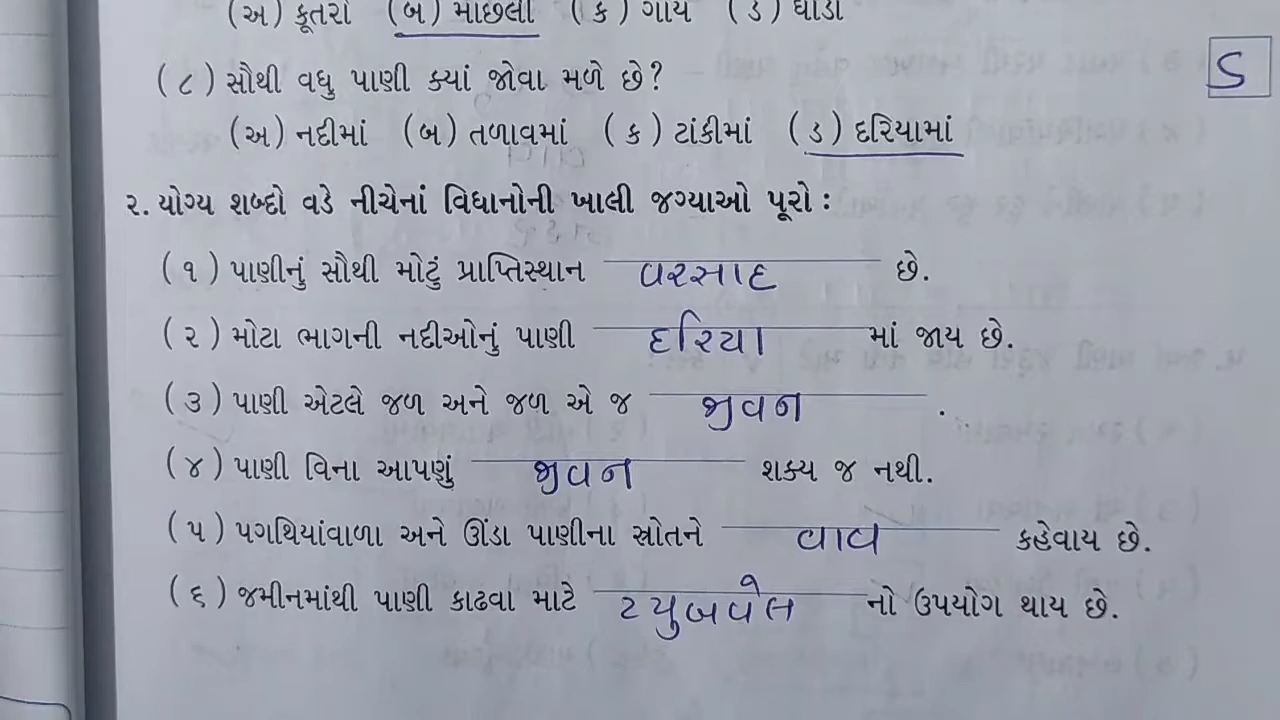 (અ) કૂતરો (બ) માછલી (ક) ગાય (ડ) ઘોડો
(૮) સૌથી વધુ પાણી ક્યાં જોવા મળે છે?
S
(અ) નદીમાં (બ) તળાવમાં (ક) ટાંકીમાં (ડ) દરિયામાં
૨. યોગ્ય શબ્દો વડે નીચેનાં વિધાનોની ખાલી જગ્યાઓ પૂરો :
(૧) પાણીનું સૌથી મોટું પ્રાપ્તિસ્થાન વરસાદ છે.
(૨) મોટા ભાગની નદીઓનું પાણી દરિયા માં જાય છે.
(૩) પાણી એટલે જળ અને જળ એ જ જીવન .
(૪) પાણી વિના આપણું જીવન શક્ય જ નથી.
(૫) પગથિયાંવાળા અને ઊંડા પાણીના સ્રોતને વાવ કહેવાય છે.
(૬) જમીનમાંથી પાણી કાઢવા માટે ટયુબવેલ નો ઉપયોગ થાય છે.